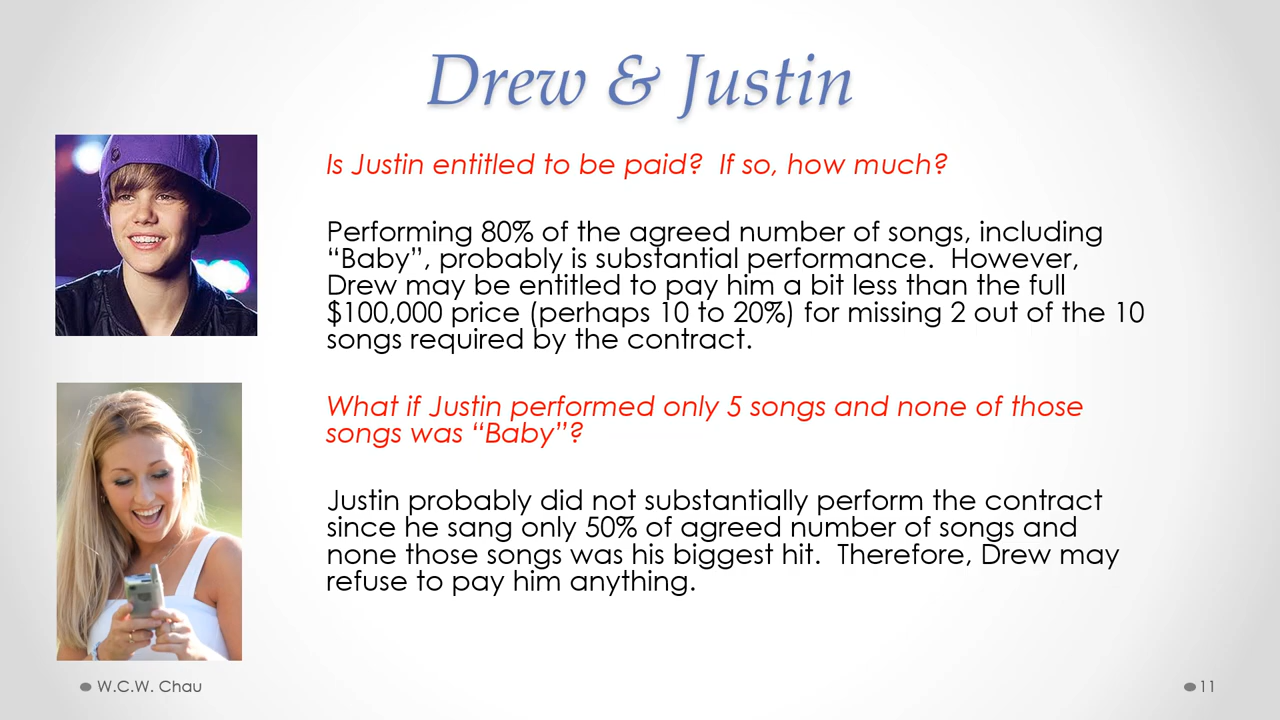 Drew & Justin
Is Justin entitled to be paid?  If so, how much?
Performing 80% of the agreed number of songs, including
“Baby”, probably is substantial performance.  However,
Drew may be entitled to pay him a bit less than the full
$100,000 price (perhaps 10 to 20%) for missing 2 out of the 10
songs required by the contract.
What if Justin performed only 5 songs and none of those
songs was “Baby”?
Justin probably did not substantially perform the contract
since he sang only 50% of agreed number of songs and
none those songs was his biggest hit.  Therefore, Drew may
refuse to pay him anything.
W.C.W. Chau
11